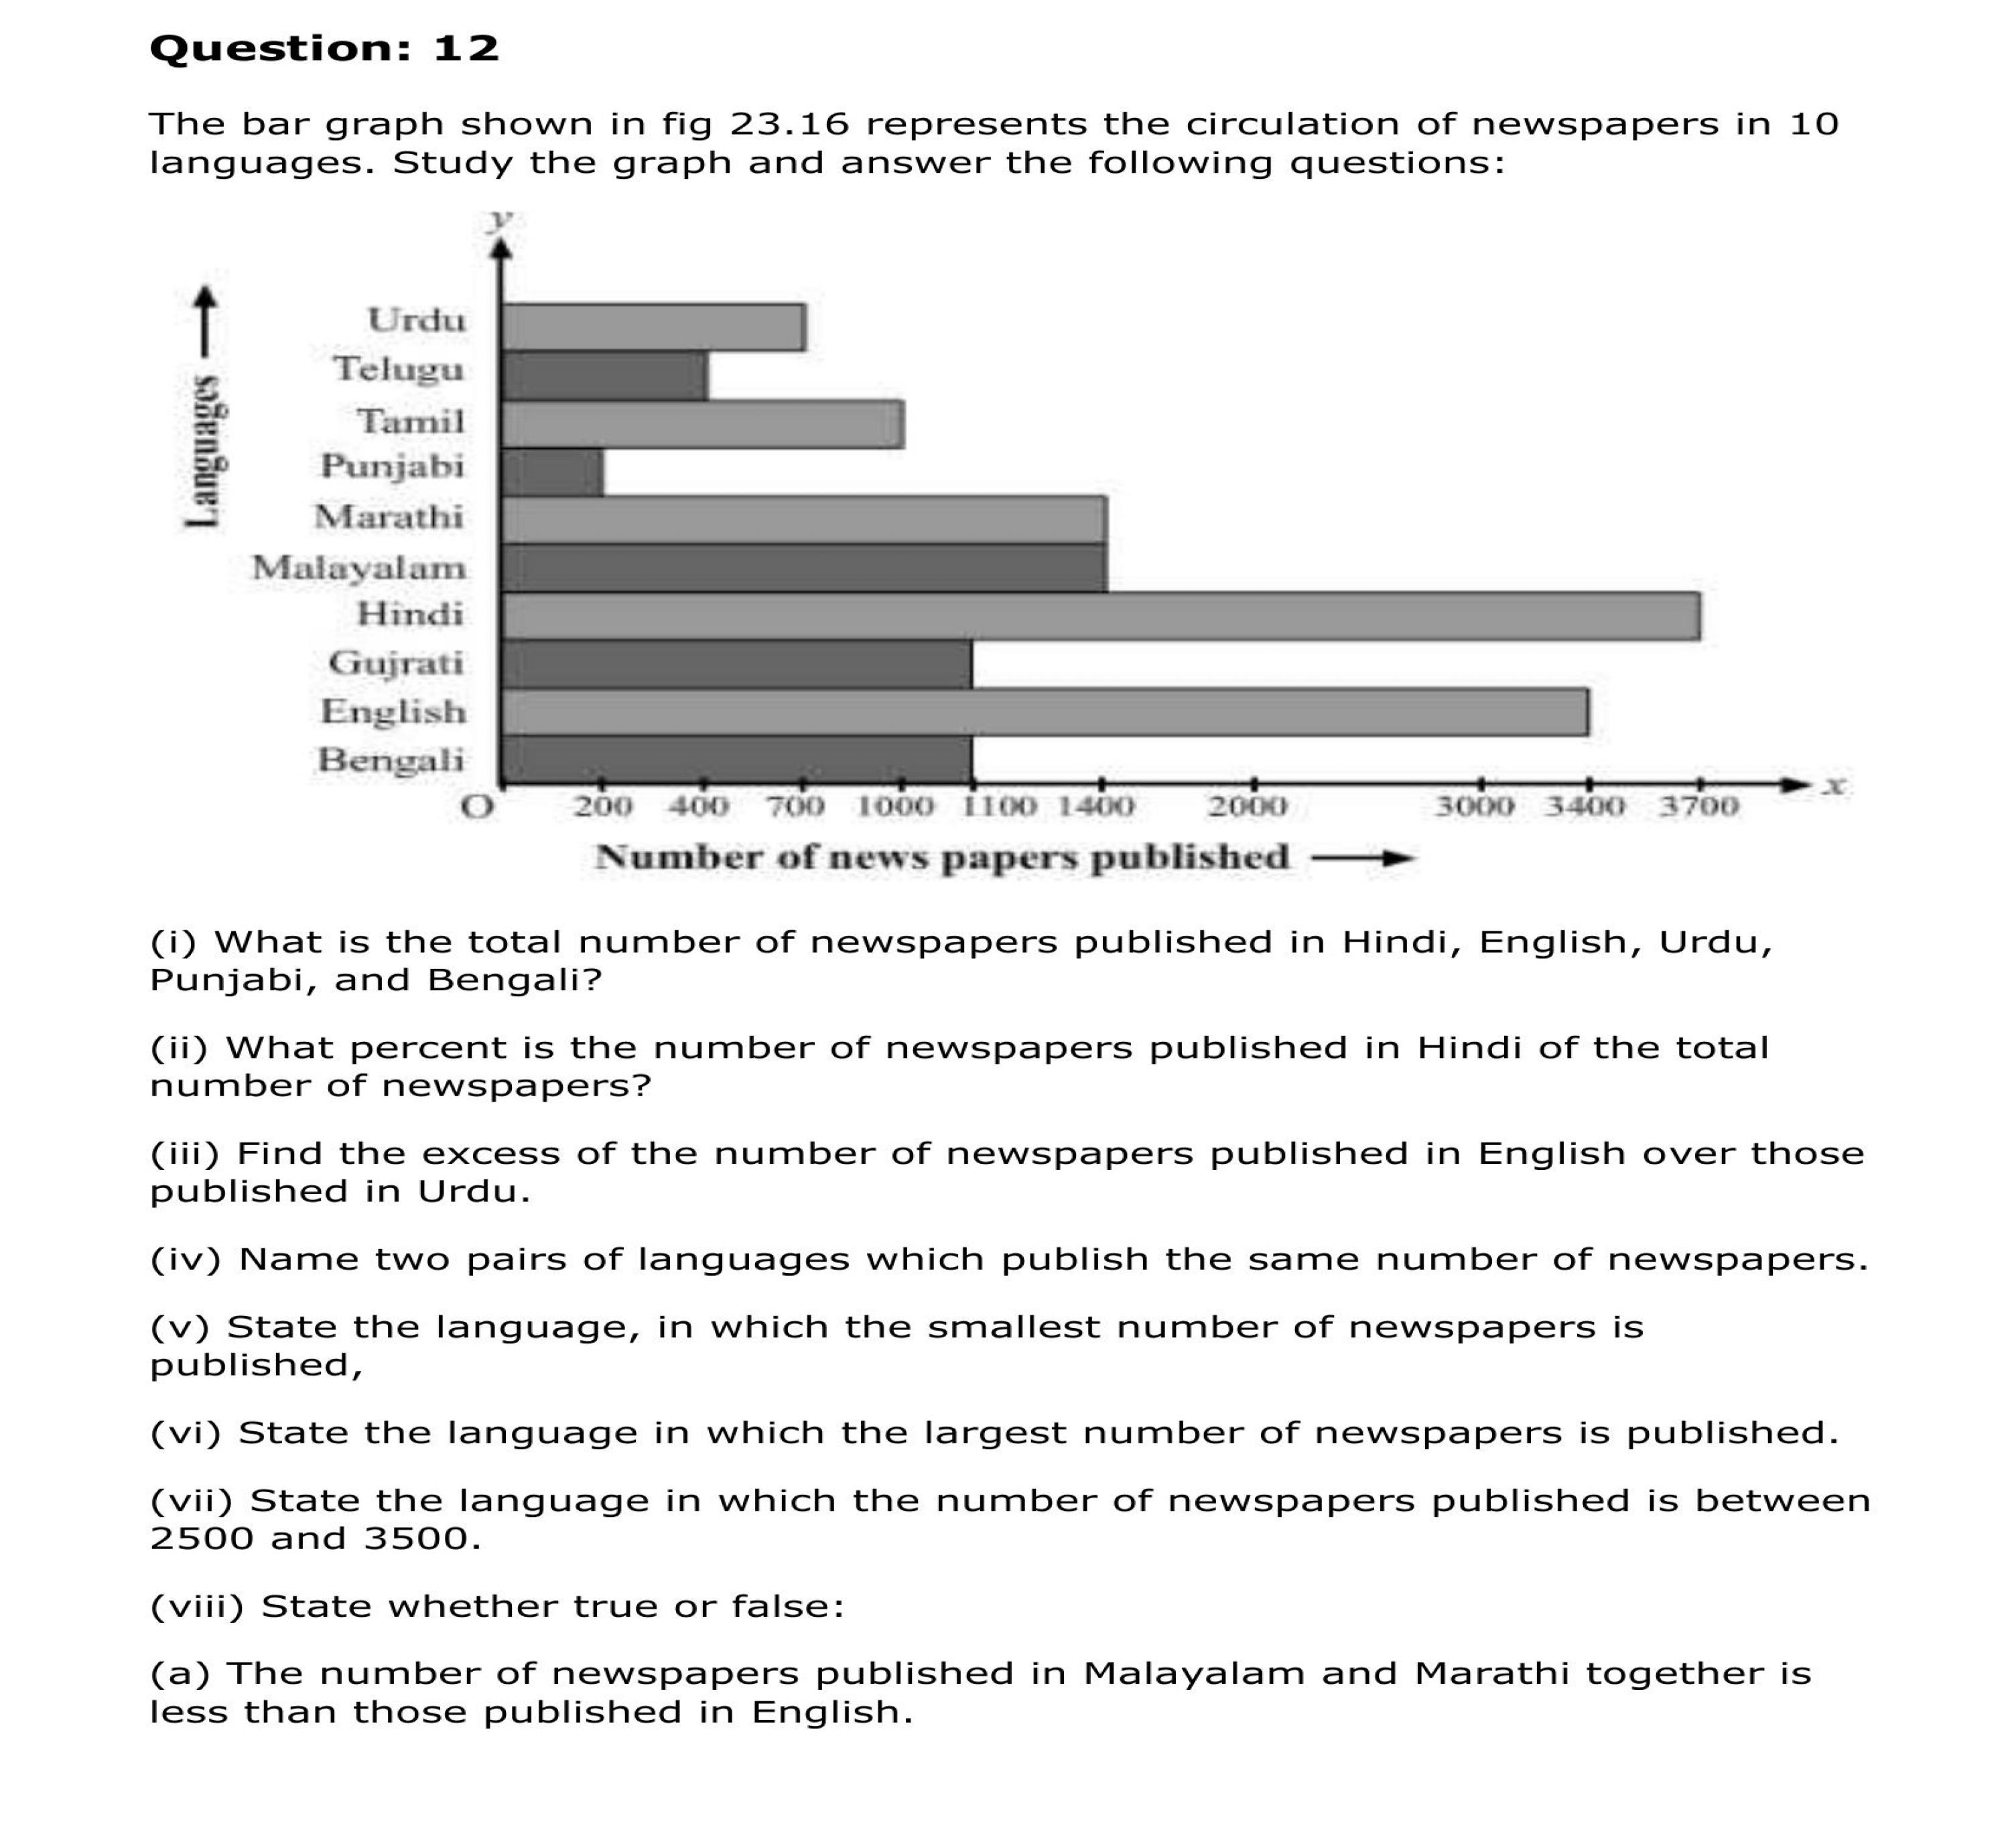 Question: 12
The bar graph shown in fig 23.16 represents the circulation of newspapers in 10
languages. Study the graph and answer the following questions:
y
Languages
Urdu
Telugu
Tamil
Punjabi
Marathi
Malayalam
Hindi
Gujrati
English
Bengali
O 200 400 700 1000 1100 1400 2000 3000 3400 3700 x
Number of news papers published
(i) What is the total number of newspapers published in Hindi, English, Urdu,
Punjabi, and Bengali?
(ii) What percent is the number of newspapers published in Hindi of the total
number of newspapers?
(iii) Find the excess of the number of newspapers published in English over those
published in Urdu.
(iv) Name two pairs of languages which publish the same number of newspapers.
(v) State the language, in which the smallest number of newspapers is
published,
(vi) State the language in which the largest number of newspapers is published.
(vii) State the language in which the number of newspapers published is between
2500 and 3500.
(viii) State whether true or false:
(a) The number of newspapers published in Malayalam and Marathi together is
less than those published in English.